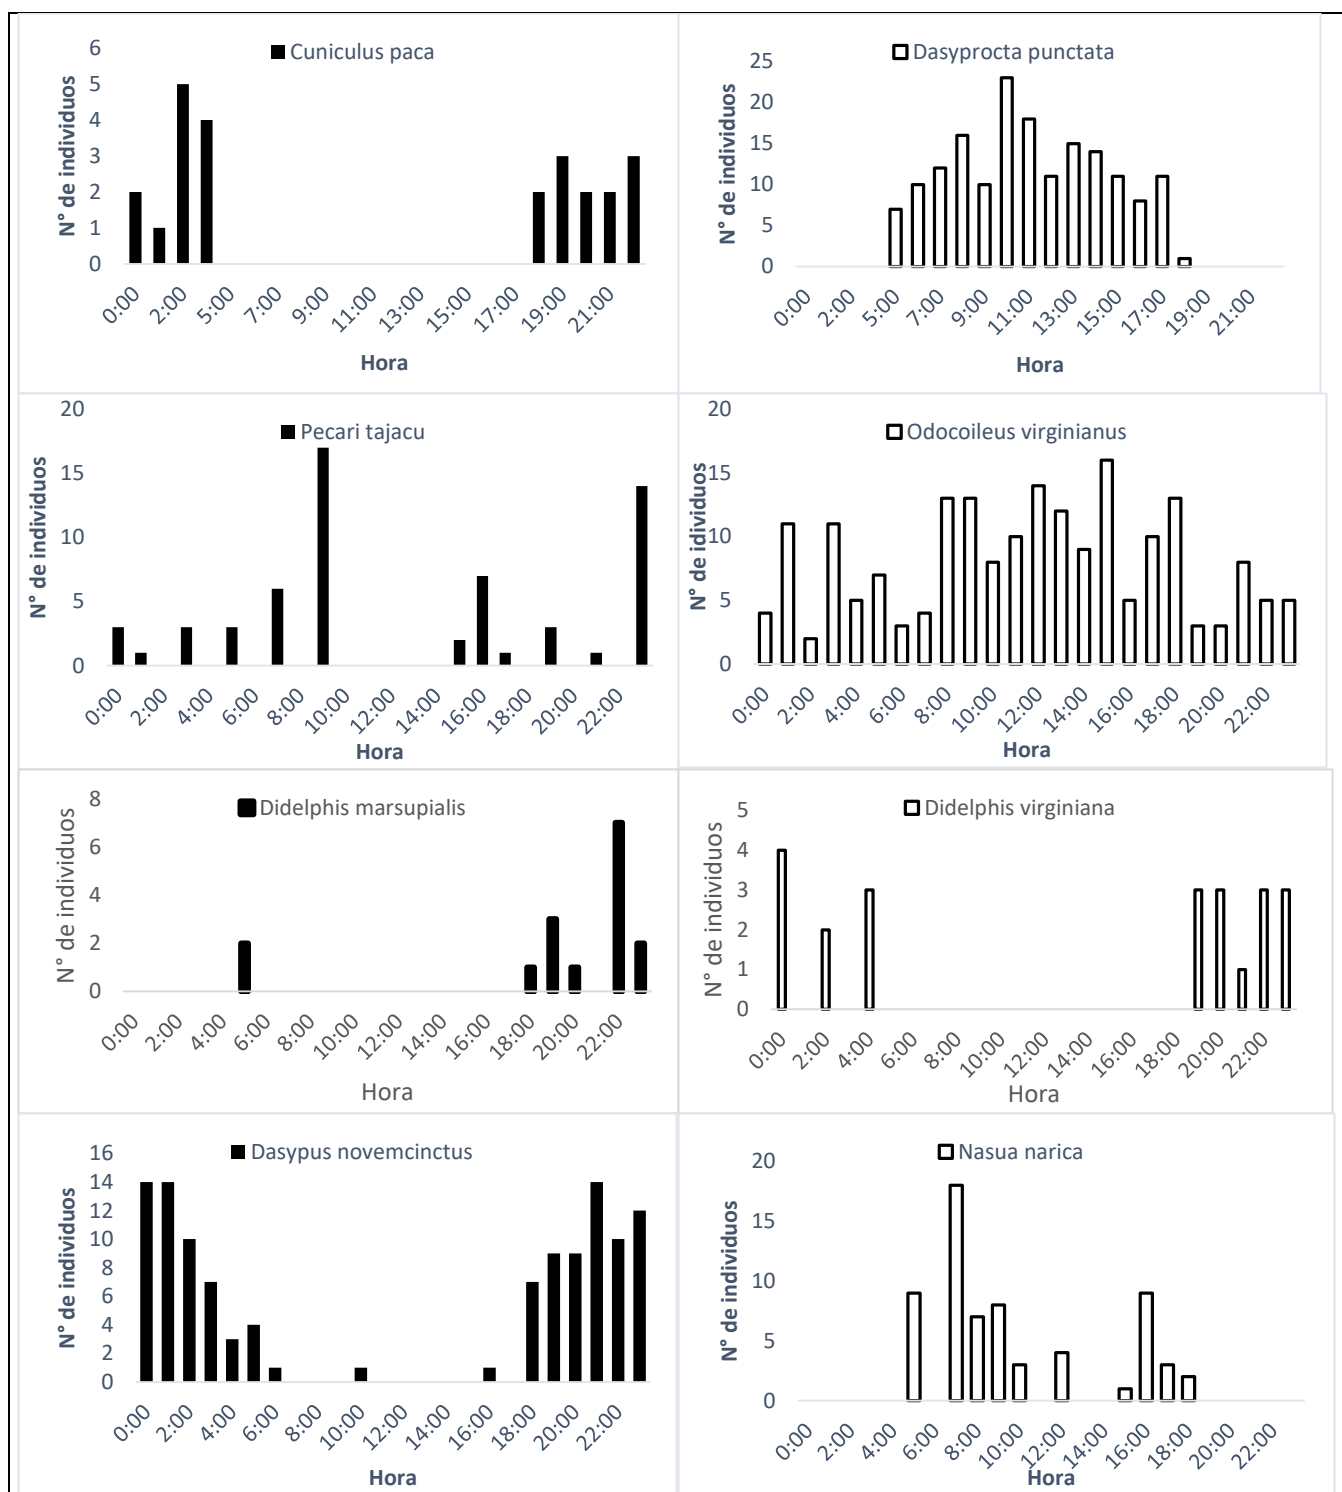 Cuniculus paca
N° de individuos
6
5
4
3
2
1
0
0:00 2:00 5:00 7:00 9:00 11:00 13:00 15:00 17:00 19:00 21:00
Hora
Dasyprocta punctata
N° de individuos
25
20
15
10
5
0
0:00 2:00 5:00 7:00 9:00 11:00 13:00 15:00 17:00 19:00 21:00
Hora
Pecari tajacu
N° de individuos
20
15
10
5
0
0:00 2:00 4:00 6:00 8:00 10:00 12:00 14:00 16:00 18:00 20:00 22:00
Hora
Odocoileus virginianus
N° de idividuos
20
15
10
5
0
0:00 2:00 4:00 6:00 8:00 10:00 12:00 14:00 16:00 18:00 20:00 22:00
Hora
Didelphis marsupialis
N° de individuos
8
6
4
2
0
0:00 2:00 4:00 6:00 8:00 10:00 12:00 14:00 16:00 18:00 20:00 22:00
Hora
Didelphis virginiana
N° de individuos
5
4
3
2
1
0
0:00 2:00 4:00 6:00 8:00 10:00 12:00 14:00 16:00 18:00 20:00 22:00
Hora
Dasypus novemcinctus
N° de individuos
16
14
12
10
8
6
4
2
0
0:00 2:00 4:00 6:00 8:00 10:00 12:00 14:00 16:00 18:00 20:00 22:00
Hora
Nasua narica
N° de individuos
20
15
10
5
0
0:00 2:00 4:00 6:00 8:00 10:00 12:00 14:00 16:00 18:00 20:00 22:00
Hora